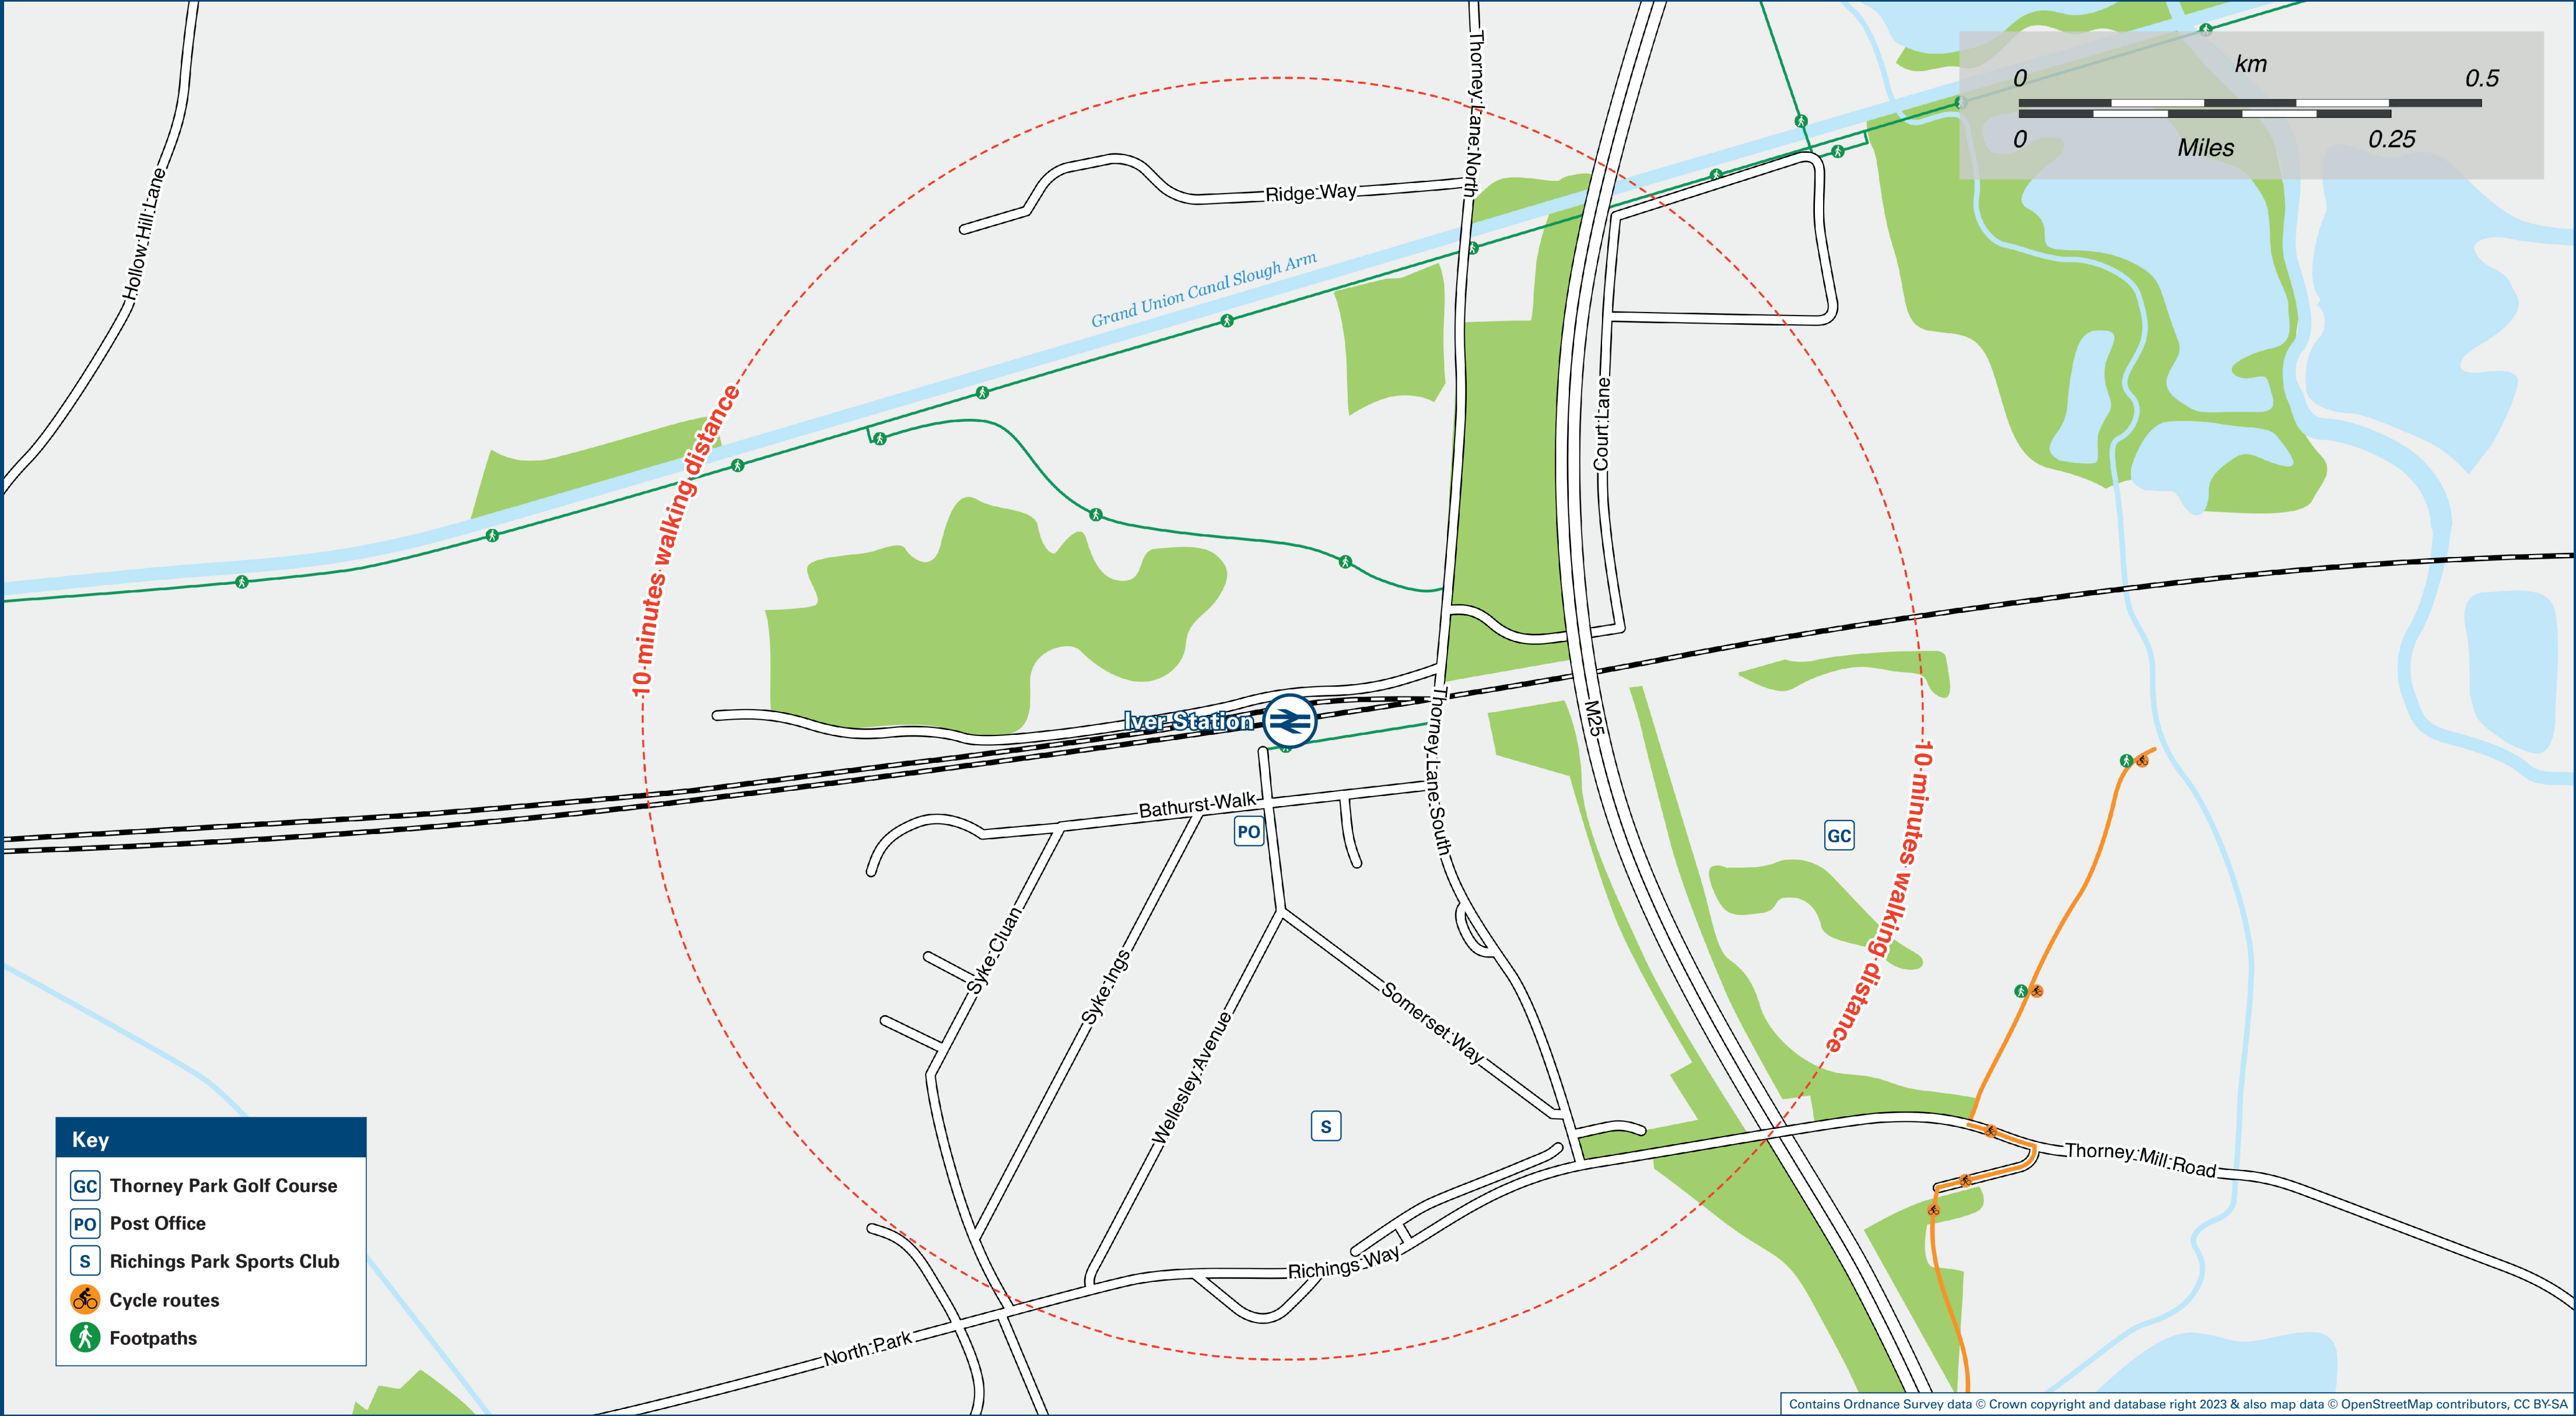 Thorney Lane North
km
0
0.5
0
0.25
Miles
Hollow Hill Lane
Ridge Way
Grand Union Canal Slough Arm
10 minutes walking distance
Court Lane
Iver Station
Thorney Lane South
M25
10 minutes walking distance
Bathurst Walk
PO
GC
Syke Cluan
Syke Ings
Wellesley Avenue
Somerset Way
S
Thorney Mill Road
Richings Way
North Park
Key
GC Thorney Park Golf Course
PO Post Office
S Richings Park Sports Club
Cycle routes
Footpaths
Contains Ordnance Survey data © Crown copyright and database right 2023 & also map data © OpenStreetMap contributors, CC BY-SA